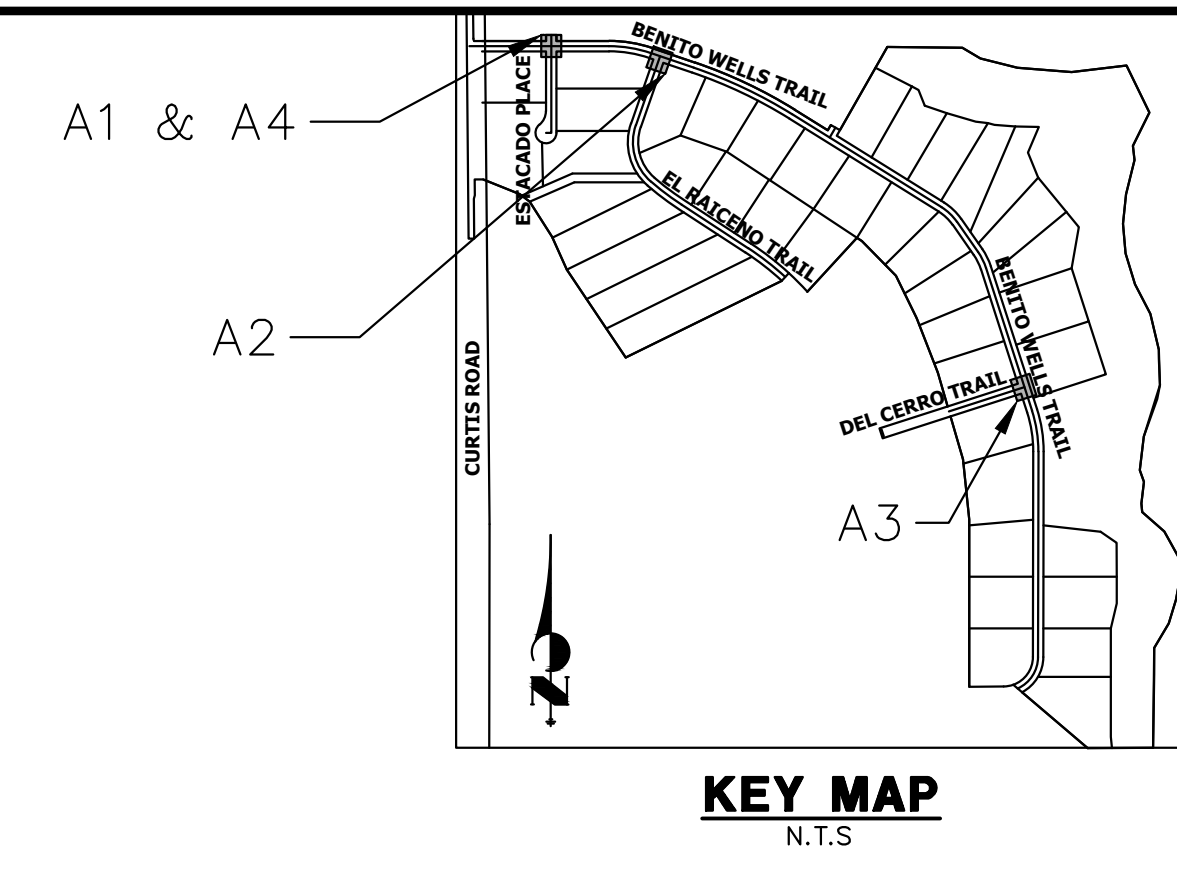 BENITO WELLS TRAIL
A1 & A4
ESTACADO PLACE
EL RAICENO TRAIL
A2
BENITO WELLS TRAIL
CURTIS ROAD
DEL CERRO TRAIL
A3
N
KEY MAP
N.T.S